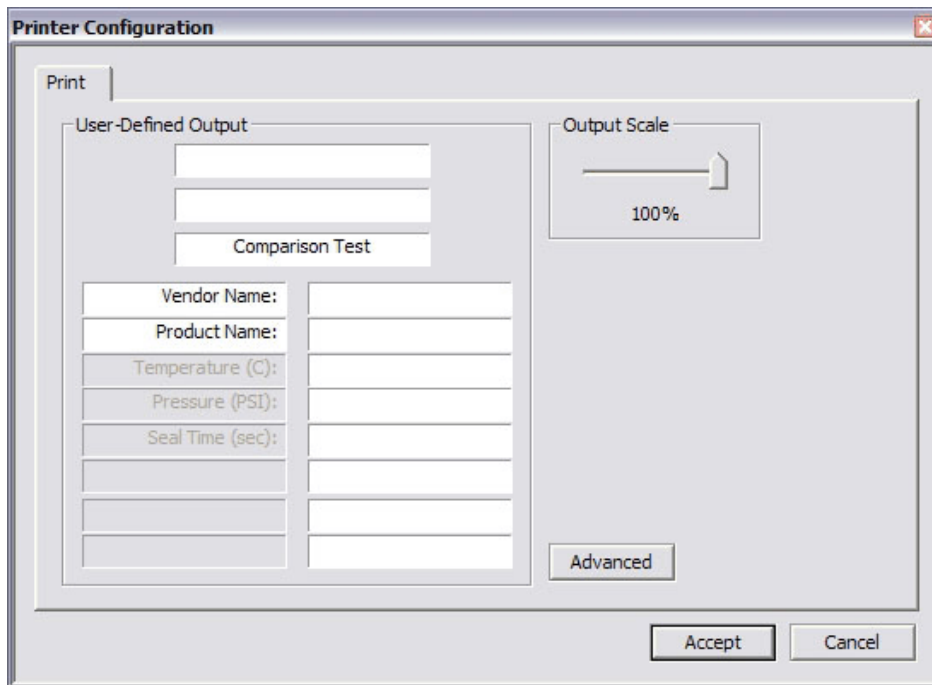 Printer Configuration
Print
User-Defined Output
Comparison Test
Vendor Name:
Product Name:
Temperature (C):
Pressure (PSI):
Seal Time (sec):
Output Scale
100%
Advanced
Accept
Cancel